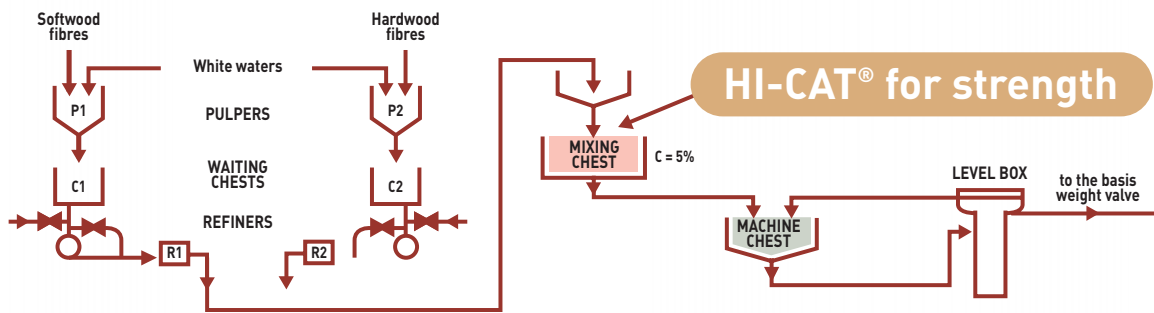 Softwood
fibres
Hardwood
fibres
White waters
HI-CAT® for strength
P1
PULPERS
P2
MIXING
CHEST
C = 5%
WAITING
CHESTS
C1
C2
LEVEL BOX
to the basis
weight valve
REFINERS
MACHINE
CHEST
R1
R2